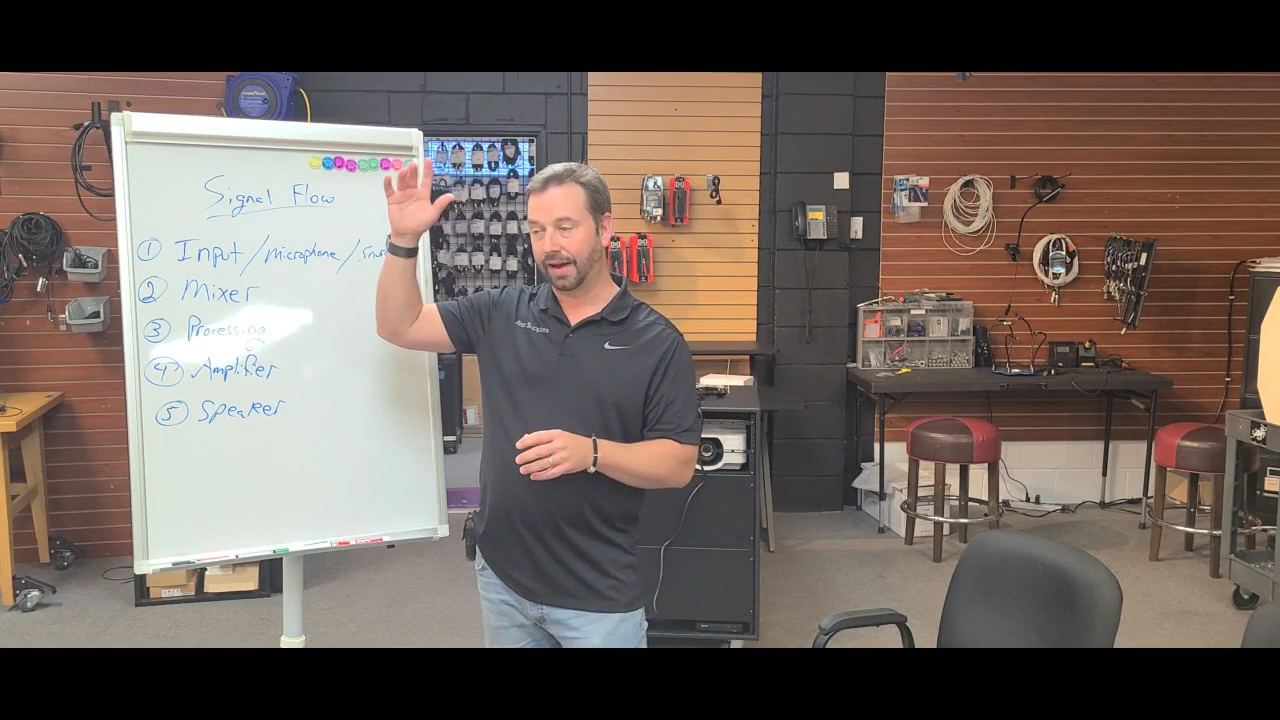 Signal Flow
① Input/microphone/
② Mixer
③ Processing
④ Amplifier
⑤ Speaker